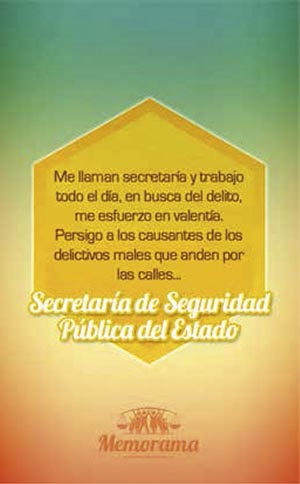 Me llaman secretaría y trabajo
todo el día, en busca del delito,
me esfuerzo en valentía.
Persigo a los causantes de los
delictivos males que anden por
las calles...
Secretaría de Seguridad
Pública del Estado
Memorama